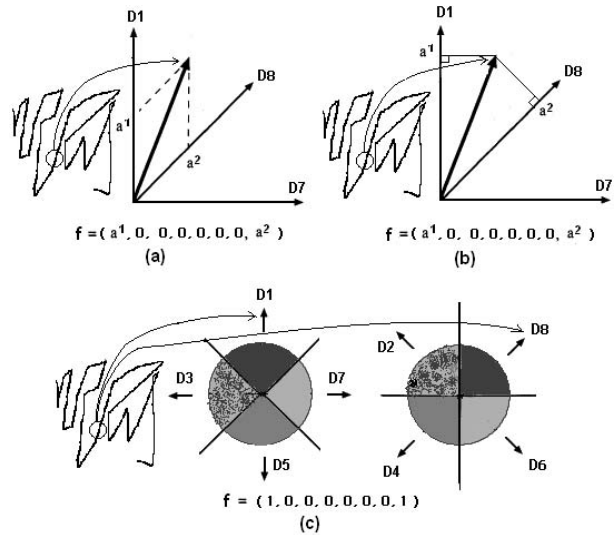 D1
D1
a¹
D8
D8
a¹
a²
a²
D7
D7
f =( a¹, 0, 0, 0, 0, 0, 0, a² )
f =( a¹, 0, 0, 0, 0, 0, 0, a² )
(a)
(b)
D1
D8
D2
D3
D7
D5
D4
D6
f = ( 1, 0, 0, 0, 0, 0, 0, 1 )
(c)